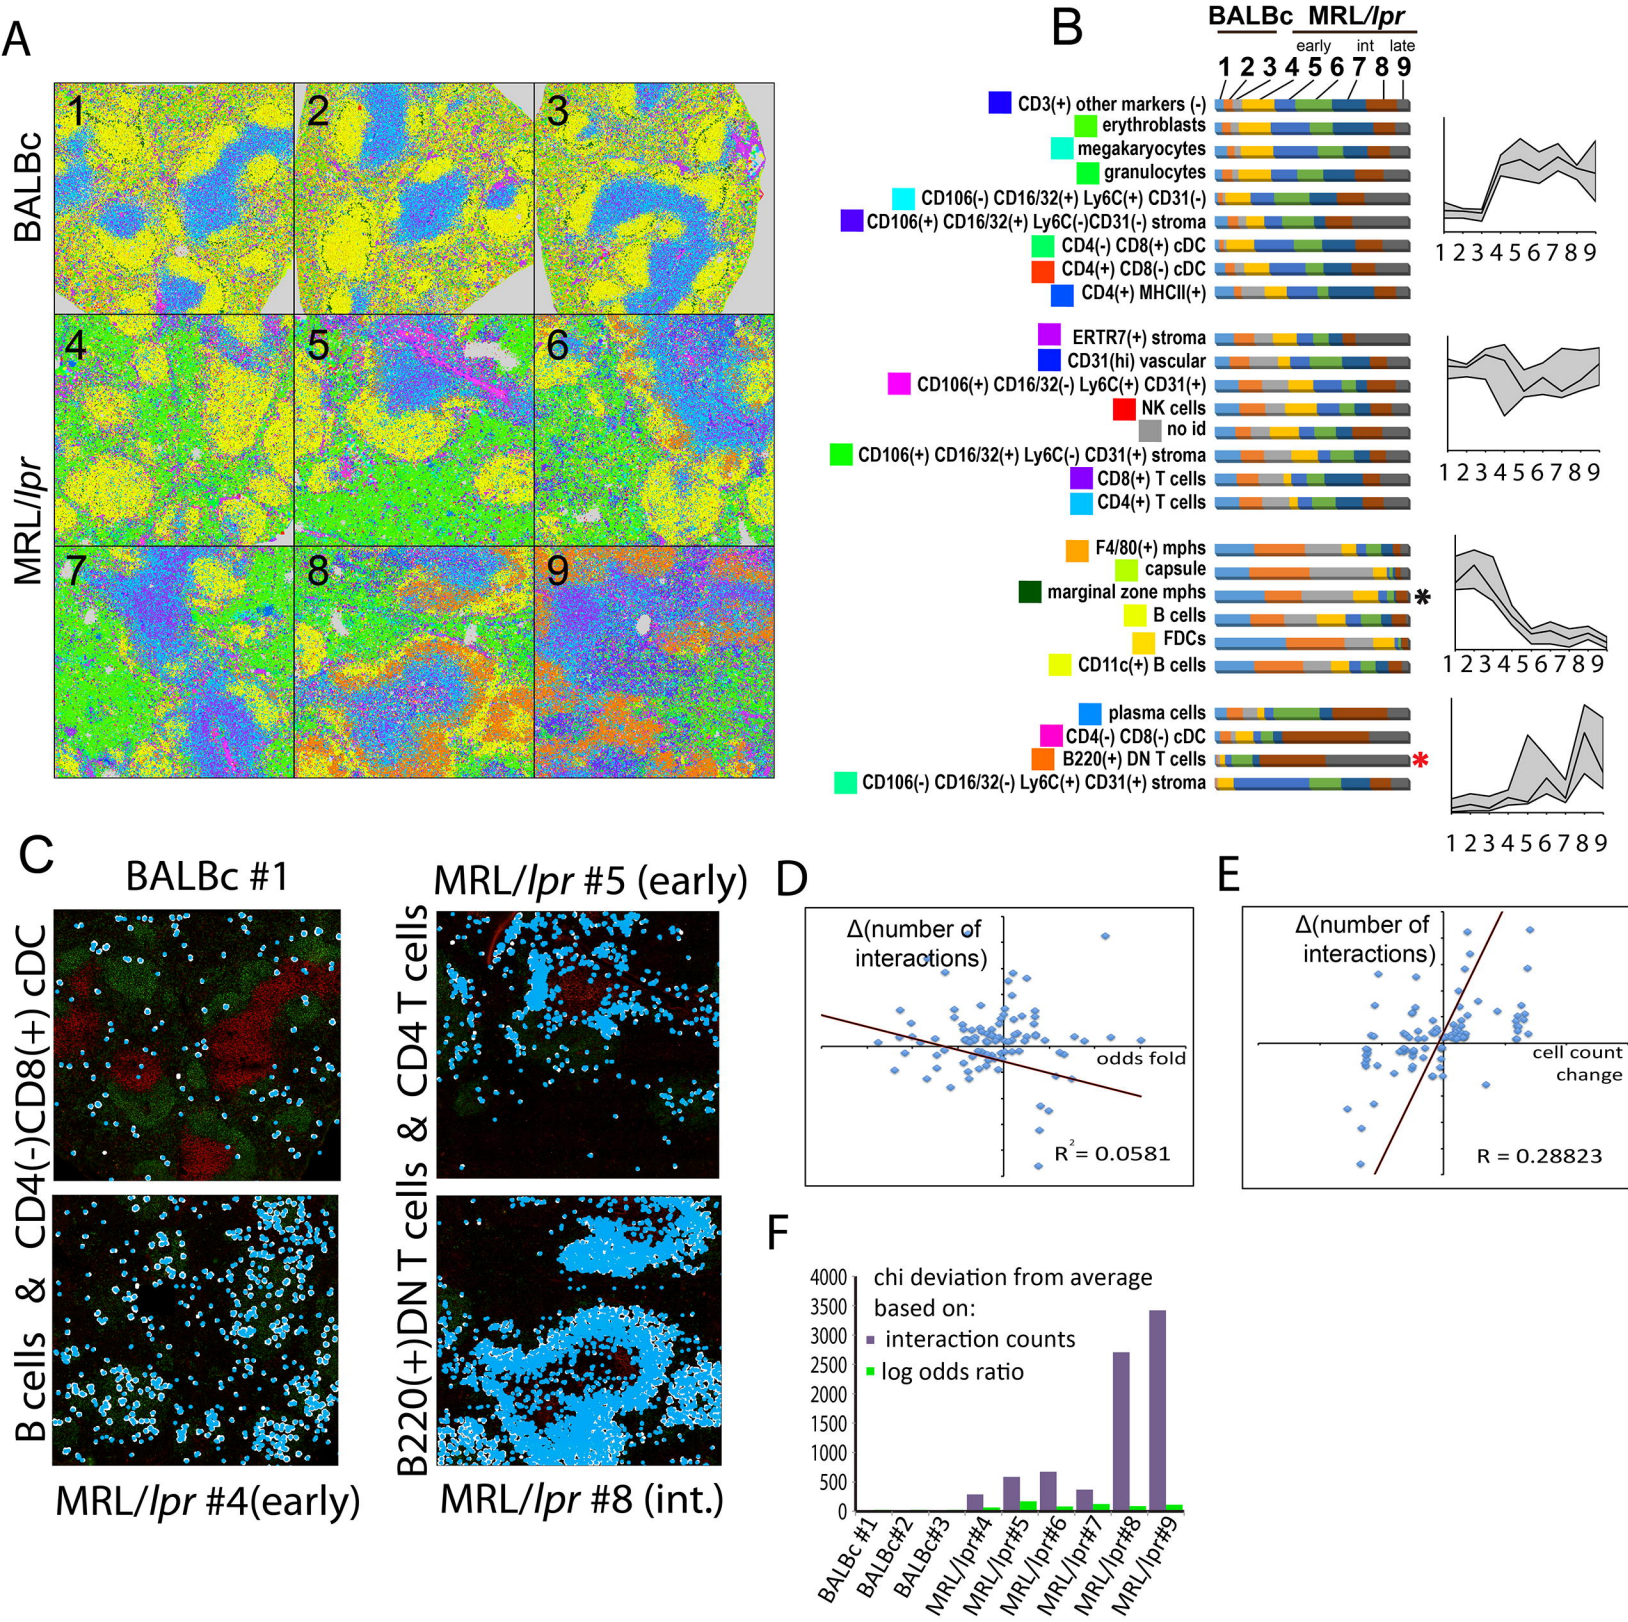 A
BALBc
MRL/lpr
1
2
3
4
5
6
7
8
9
B
BALBc MRL/lpr
early int late
1 2 3 4 5 6 7 8 9
CD3(+) other markers (-)
erythroblasts
megakaryocytes
granulocytes
CD106(-) CD16/32(+) Ly6C(+) CD31(-)
CD106(+) CD16/32(+) Ly6C(-)CD31(-) stroma
CD4(-) CD8(+) cDC
CD4(+) CD8(-) cDC
CD4(+) MHCII(+)
1 2 3 4 5 6 7 8 9
ERTR7(+) stroma
CD31(hi) vascular
CD106(+) CD16/32(-) Ly6C(+) CD31(+)
NK cells
no id
CD106(+) CD16/32(+) Ly6C(-) CD31(+) stroma
CD8(+) T cells
CD4(+) T cells
1 2 3 4 5 6 7 8 9
F4/80(+) mphs
capsule
marginal zone mphs *
B cells
FDCs
CD11c(+) B cells
1 2 3 4 5 6 7 8 9
plasma cells
CD4(-) CD8(-) cDC
B220(+) DN T cells *
CD106(-) CD16/32(-) Ly6C(+) CD31(+) stroma
1 2 3 4 5 6 7 8 9
C
BALBc #1
B cells & CD4(-)CD8(+) cDC
MRL/lpr #4(early)
MRL/lpr #5 (early)
B220(+)DN T cells & CD4 T cells
MRL/lpr #8 (int.)
D
Δ(number of
interactions)
odds fold
R² = 0.0581
E
Δ(number of
interactions)
cell count
change
R = 0.28823
F
chi deviation from average
based on:
interaction counts
log odds ratio
4000
3500
3000
2500
2000
1500
1000
500
0
BALBc #1
BALBc#2
BALBc#3
MRL/lpr#4
MRL/lpr#5
MRL/lpr#6
MRL/lpr#7
MRL/lpr#8
MRL/lpr#9